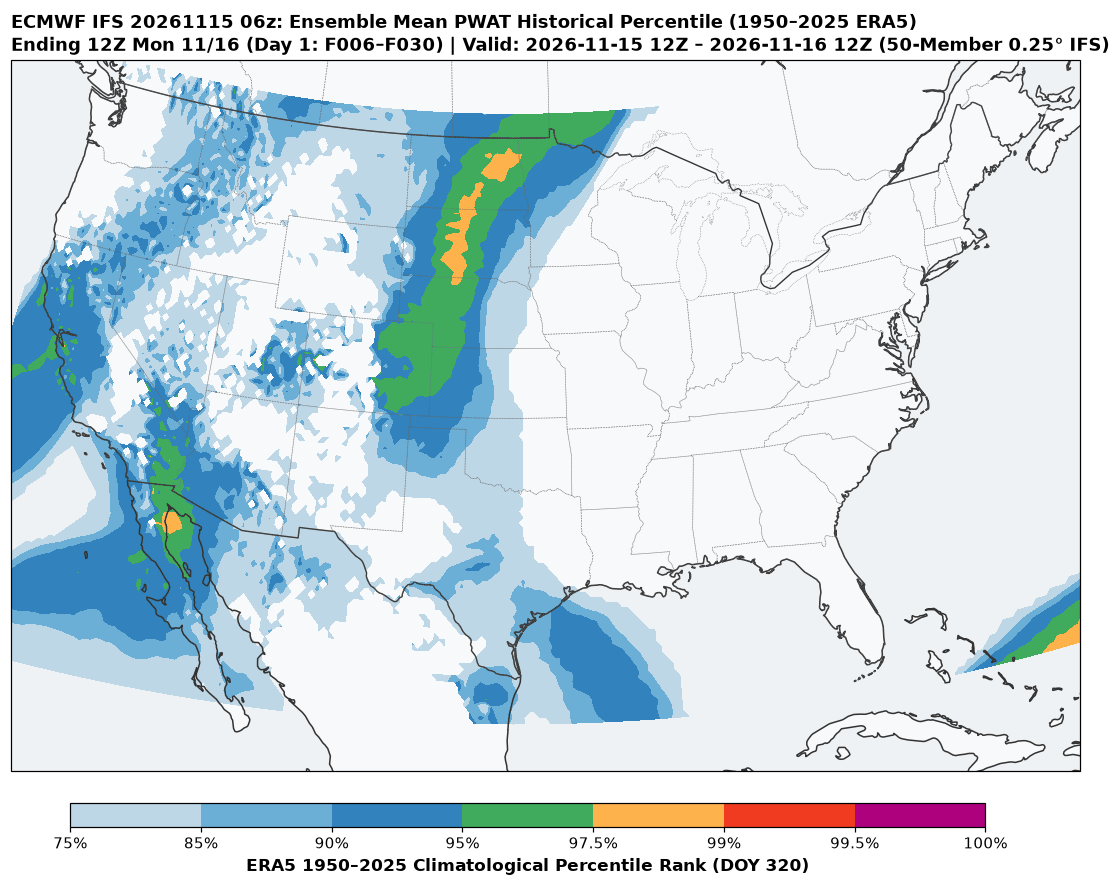 ECMWF IFS 20261115 06z: Ensemble Mean PWAT Historical Percentile (1950–2025 ERA5)
Ending 12Z Mon 11/16 (Day 1: F006–F030) | Valid: 2026-11-15 12Z – 2026-11-16 12Z (50-Member 0.25° IFS)
75% 85% 90% 95% 97.5% 99% 99.5% 100%
ERA5 1950–2025 Climatological Percentile Rank (DOY 320)